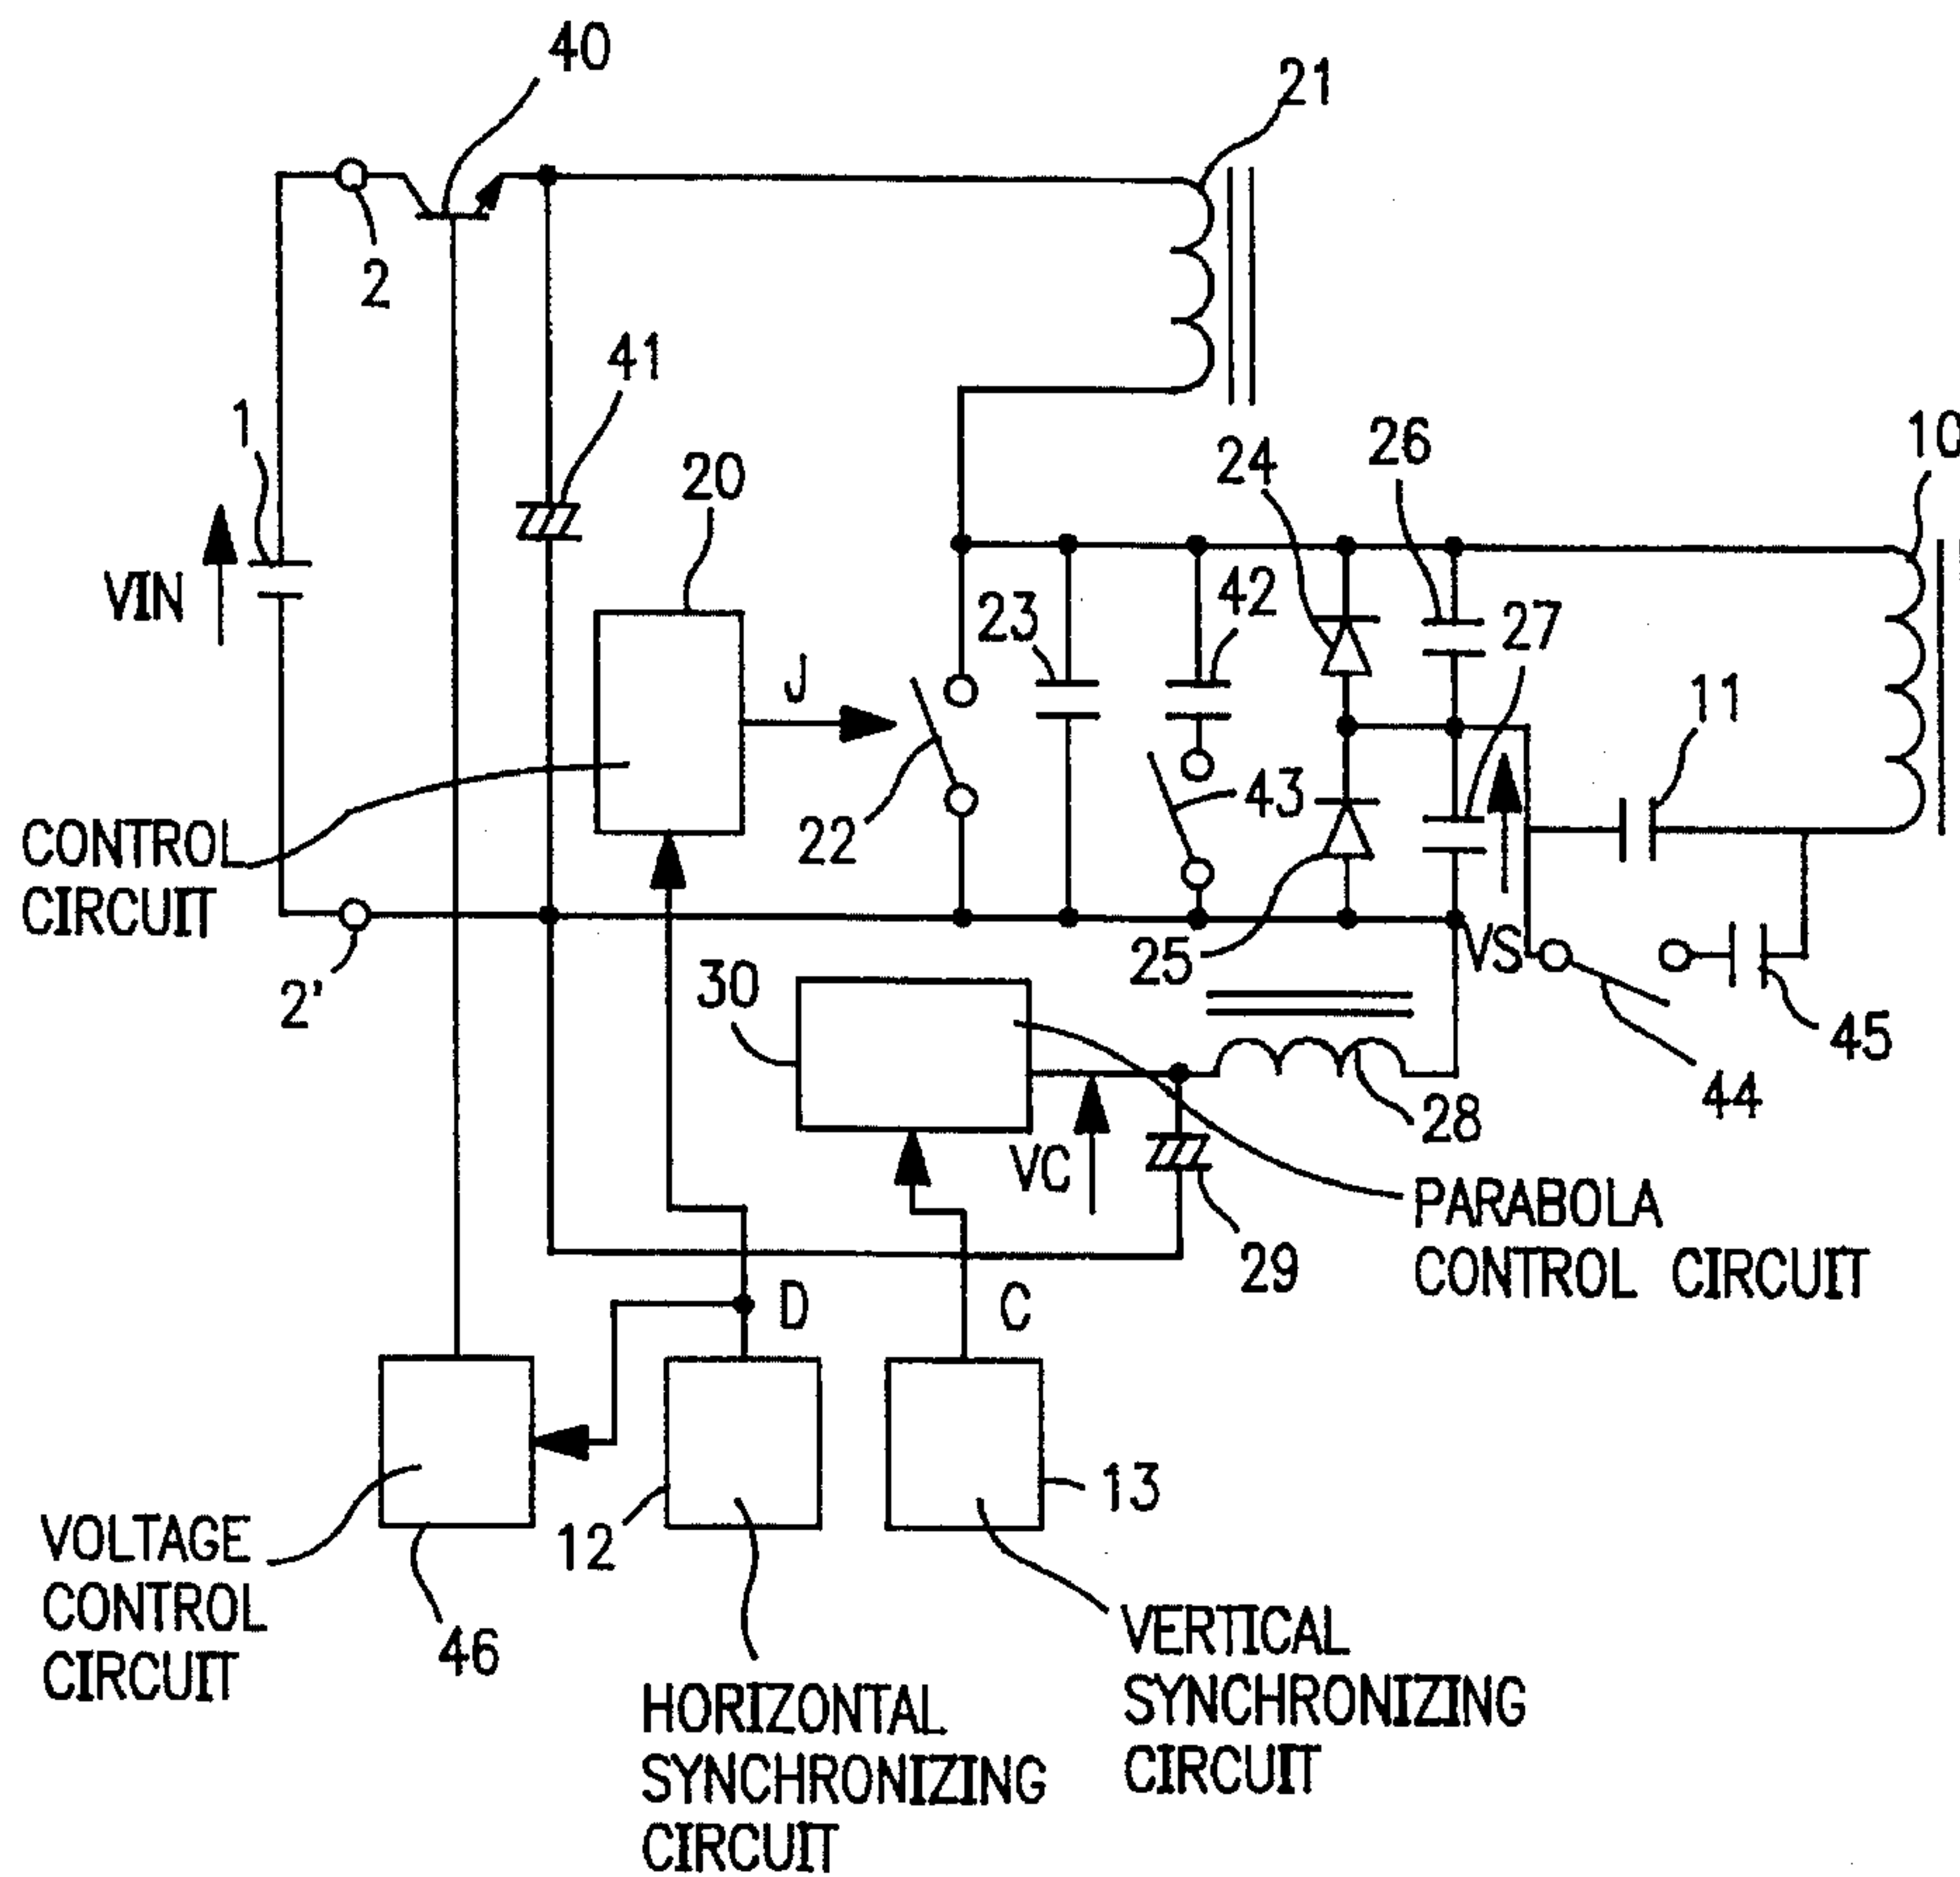 40
21
2
41
1
20
24
26
10
VIN
23
42
27
J
11
22
43
CONTROL
CIRCUIT
25
VS
2'
30
45
44
28
VC
PARABOLA
CONTROL CIRCUIT
29
D
C
13
12
VOLTAGE
CONTROL
CIRCUIT
46
VERTICAL
SYNCHRONIZING
CIRCUIT
HORIZONTAL
SYNCHRONIZING
CIRCUIT